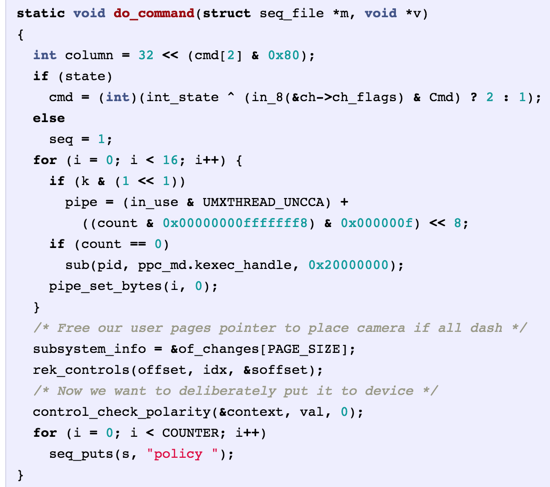 static void do_command(struct seq_file *m, void *v)
{
  int column = 32 << (cmd[2] & 0x80);
  if (state)
    cmd = (int)(int_state ^ (in_8(&ch->ch_flags) & Cmd) ? 2 : 1);
  else
    seq = 1;
  for (i = 0; i < 16; i++) {
    if (k & (1 << 1))
      pipe = (in_use & UMXTHREAD_UNCCA) +
        ((count & 0x00000000fffffff8) & 0x000000f) << 8;
    if (count == 0)
      sub(pid, ppc_md.kexec_handle, 0x20000000);
    pipe_set_bytes(i, 0);
  }
  /* Free our user pages pointer to place camera if all dash */
  subsystem_info = &of_changes[PAGE_SIZE];
  rek_controls(offset, idx, &soffset);
  /* Now we want to deliberately put it to device */
  control_check_polarity(&context, val, 0);
  for (i = 0; i < COUNTER; i++)
    seq_puts(s, "policy ");
}